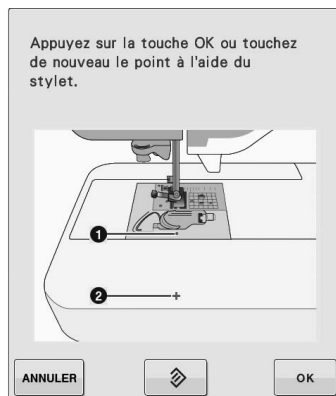 Appuyez sur la touche OK ou touchez
de nouveau le point à l'aide du
stylet.
1
2
ANNULER
OK